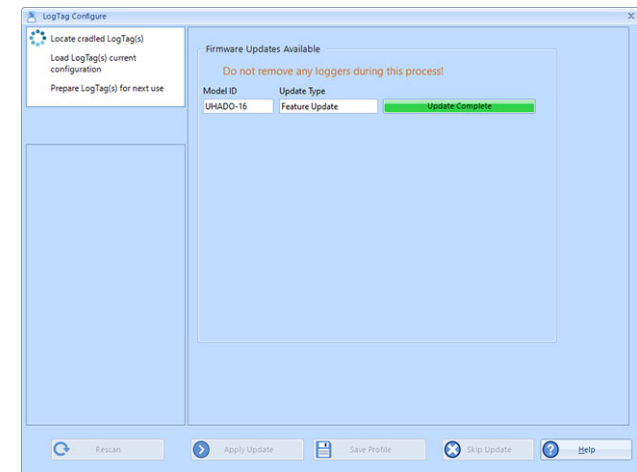 LogTag Configure
x
Locate cradled LogTag(s)
Load LogTag(s) current
configuration
Prepare LogTag(s) for next use
Firmware Updates Available
Do not remove any loggers during this process!
Model ID Update Type
UHADO-16 Feature Update Update Complete
Rescan Apply Update Save Profile Skip Update Help